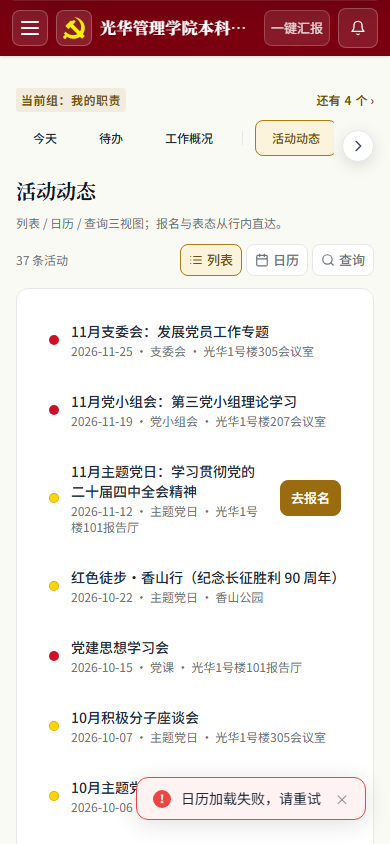 光华管理学院本科…
一键汇报
当前组：我的职责
还有 4 个 ›
今天
待办
工作概况
活动动态
活动动态
列表 / 日历 / 查询三视图；报名与表态从行内直达。
37 条活动
列表
日历
查询
11月支委会：发展党员工作专题
2026-11-25 · 支委会 · 光华1号楼305会议室
11月党小组会：第三党小组理论学习
2026-11-19 · 党小组会 · 光华1号楼207会议室
11月主题党日：学习贯彻党的
二十届四中全会精神
2026-11-12 · 主题党日 · 光华1号
楼101报告厅
去报名
红色徒步·香山行（纪念长征胜利 90 周年）
2026-10-22 · 主题党日 · 香山公园
党建思想学习会
2026-10-15 · 党课 · 光华1号楼101报告厅
10月积极分子座谈会
2026-10-07 · 主题党日 · 光华1号楼305会议室
10月主题党
2026-10-06
日历加载失败，请重试